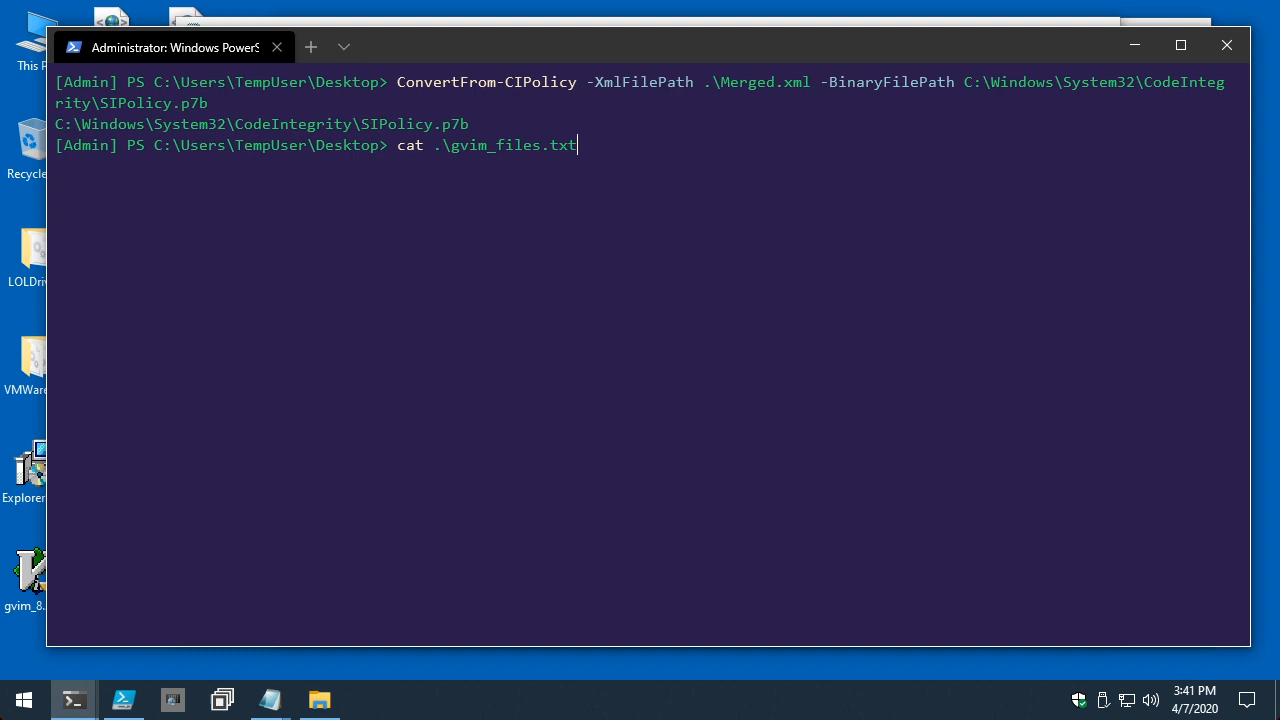 Administrator: Windows PowerS
[Admin] PS C:\Users\TempUser\Desktop> ConvertFrom-CIPolicy -XmlFilePath .\Merged.xml -BinaryFilePath C:\Windows\System32\CodeInteg
rity\SIPolicy.p7b
C:\Windows\System32\CodeIntegrity\SIPolicy.p7b
[Admin] PS C:\Users\TempUser\Desktop> cat .\gvim_files.txt
This P
Recycle
LOLDriv
VMWare
Explorer
gvim_8.
3:41 PM
4/7/2020